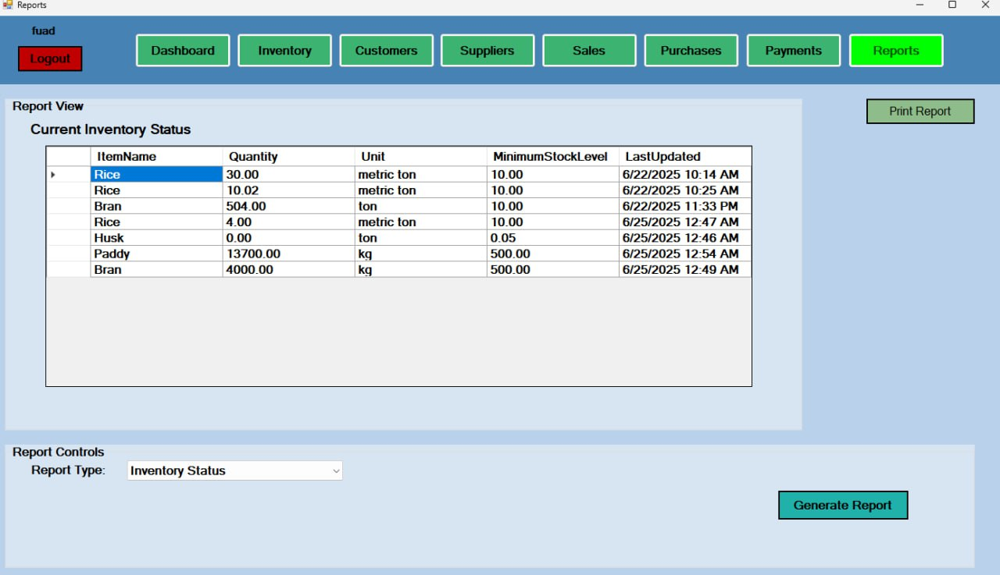 Reports
fuad
Logout
Dashboard Inventory Customers Suppliers Sales Purchases Payments Reports
Report View
Print Report
Current Inventory Status
ItemName Quantity Unit MinimumStockLevel LastUpdated
Rice 30.00 metric ton 10.00 6/22/2025 10:14 AM
Rice 10.02 metric ton 10.00 6/22/2025 10:25 AM
Bran 504.00 ton 10.00 6/22/2025 11:33 PM
Rice 4.00 metric ton 10.00 6/25/2025 12:47 AM
Husk 0.00 ton 0.05 6/25/2025 12:46 AM
Paddy 13700.00 kg 500.00 6/25/2025 12:54 AM
Bran 4000.00 kg 500.00 6/25/2025 12:49 AM
Report Controls
Report Type: Inventory Status
Generate Report